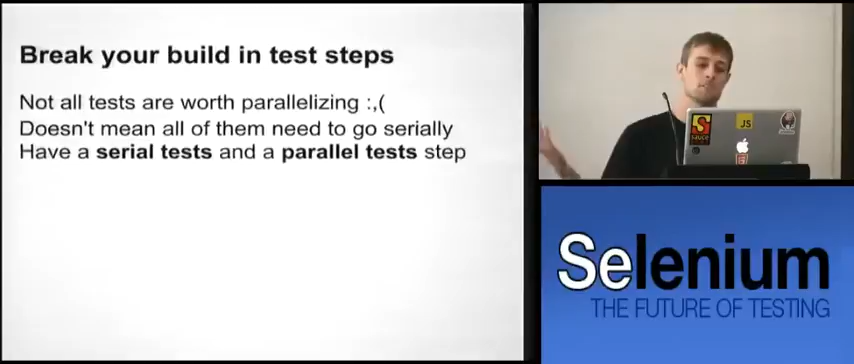 Break your build in test steps
Not all tests are worth parallelizing :,(
Doesn't mean all of them need to go serially
Have a serial tests and a parallel tests step
JS
Selenium
THE FUTURE OF TESTING